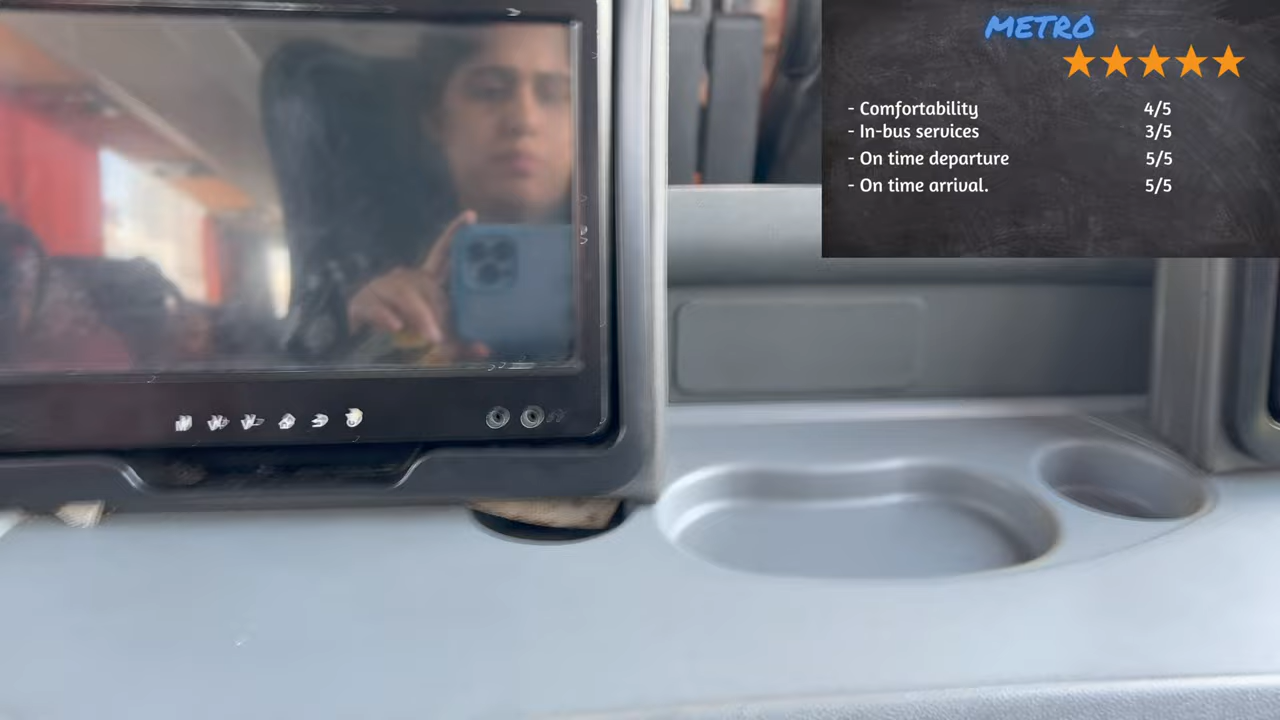 METRO
- Comfortability 4/5
- In-bus services 3/5
- On time departure 5/5
- On time arrival. 5/5